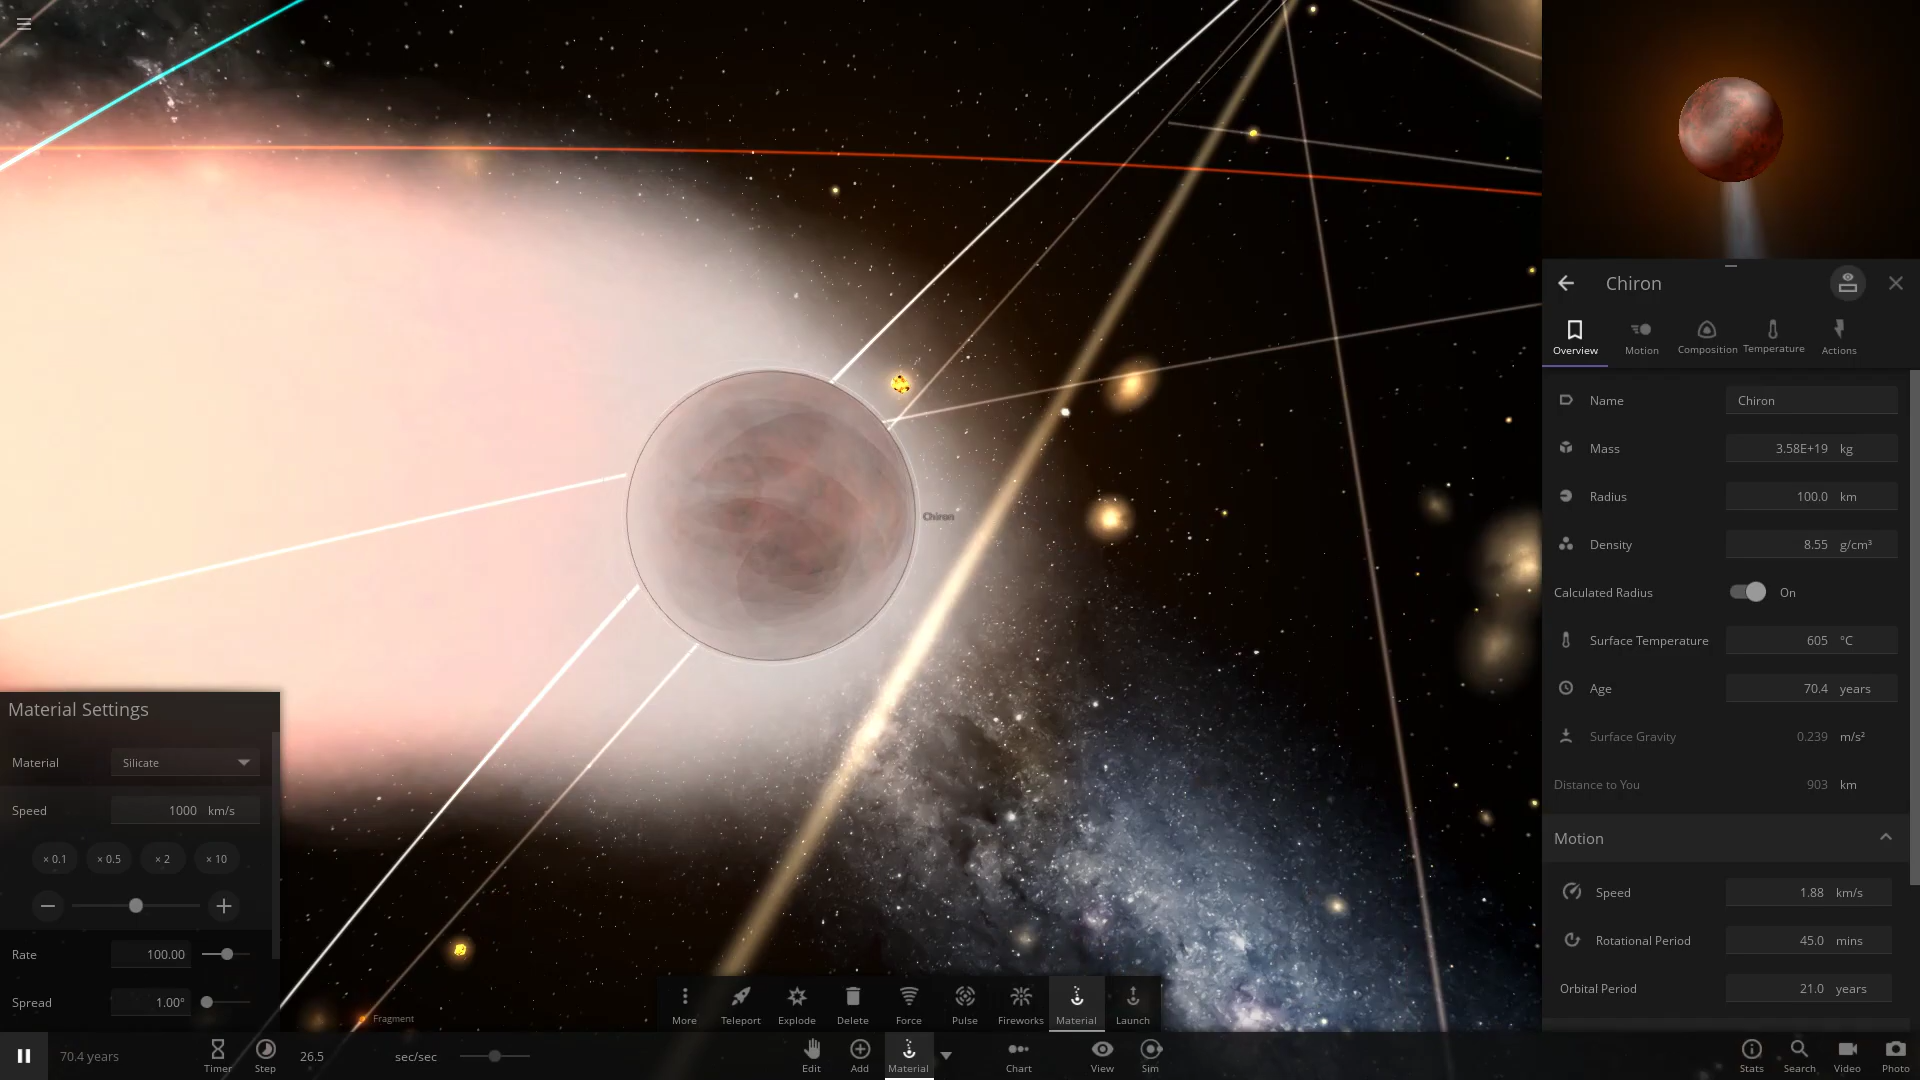 Chiron
Overview
Motion
Composition
Temperature
Actions
Name
Chiron
Mass
3.58E+19 kg
Radius
100.0 km
Density
8.55 g/cm³
Calculated Radius
On
Surface Temperature
605 °C
Age
70.4 years
Surface Gravity
0.239 m/s²
Distance to You
903 km
Motion
Speed
1.88 km/s
Rotational Period
45.0 mins
Orbital Period
21.0 years
Chiron
Material Settings
Material
Silicate
Speed
1000 km/s
× 0.1 × 0.5 × 2 × 10
Rate
100.00
Spread
1.00°
Fragment
More Teleport Explode Delete Force Pulse Fireworks Material Launch
70.4 years
Timer
Step
26.5 sec/sec
Edit Add Material Chart View Sim
Stats Search Video Photo